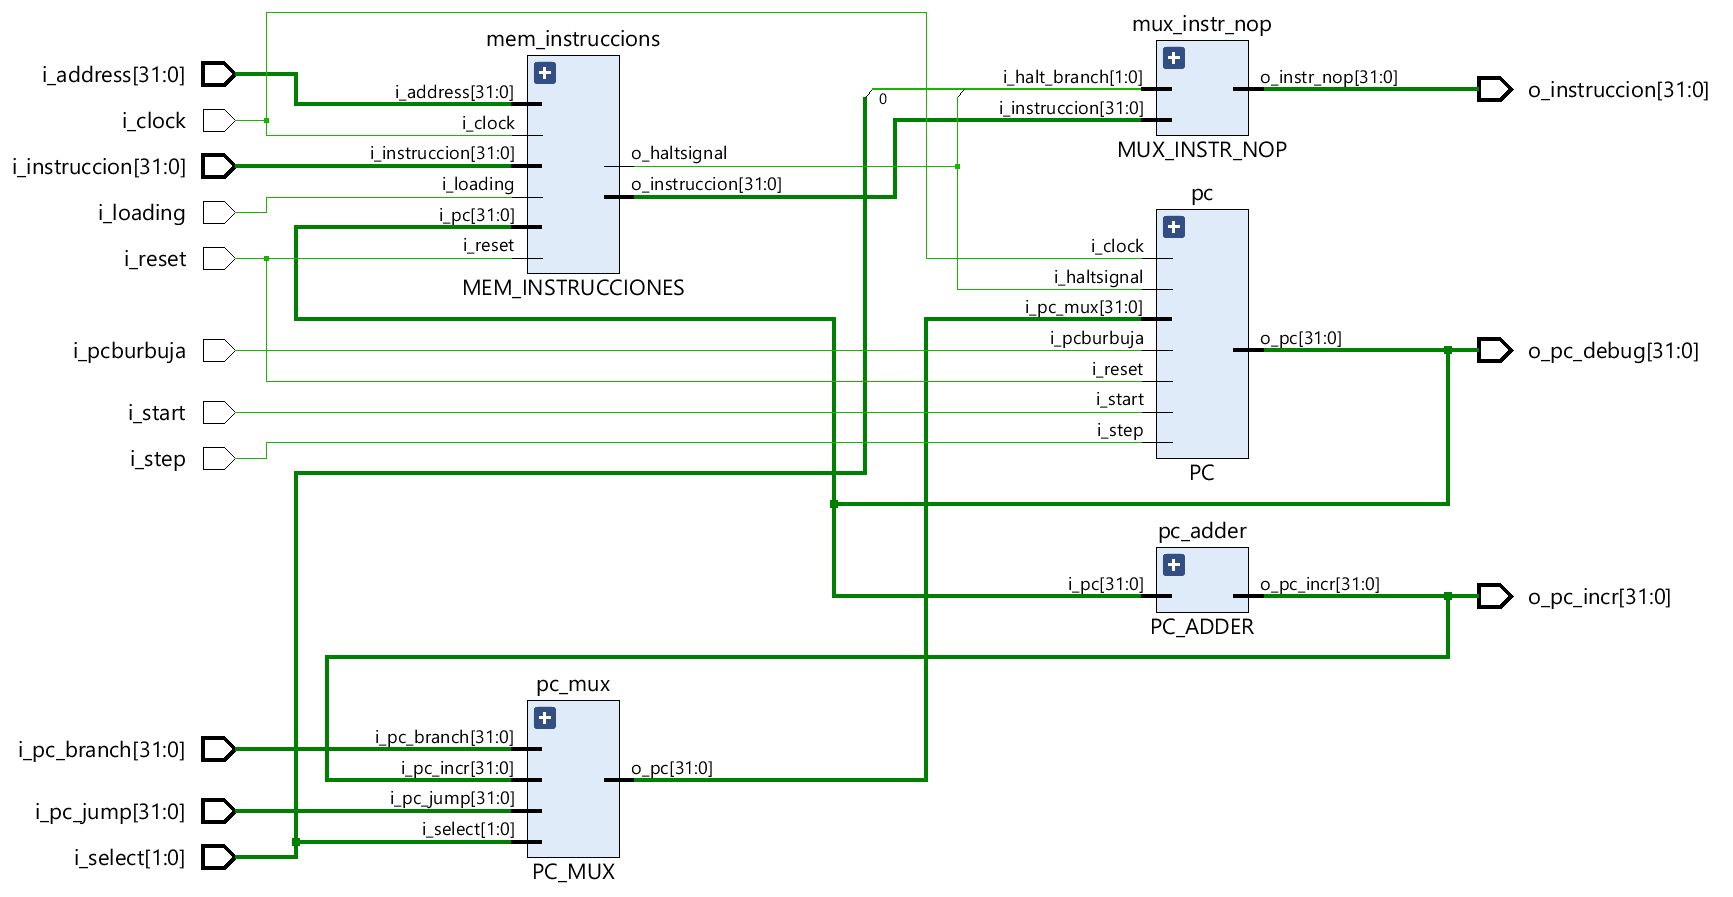 i_address[31:0]
i_clock
i_instruccion[31:0]
i_loading
i_reset
i_pcburbuja
i_start
i_step
i_pc_branch[31:0]
i_pc_jump[31:0]
i_select[1:0]
mem_instruccions
i_address[31:0]
i_clock
i_instruccion[31:0]
i_loading
i_pc[31:0]
i_reset
o_haltsignal
o_instruccion[31:0]
MEM_INSTRUCCIONES
pc_mux
i_pc_branch[31:0]
i_pc_incr[31:0]
i_pc_jump[31:0]
i_select[1:0]
o_pc[31:0]
PC_MUX
0
mux_instr_nop
i_halt_branch[1:0]
i_instruccion[31:0]
o_instr_nop[31:0]
MUX_INSTR_NOP
pc
i_clock
i_haltsignal
i_pc_mux[31:0]
i_pcburbuja
i_reset
i_start
i_step
o_pc[31:0]
PC
pc_adder
i_pc[31:0]
o_pc_incr[31:0]
PC_ADDER
o_instruccion[31:0]
o_pc_debug[31:0]
o_pc_incr[31:0]